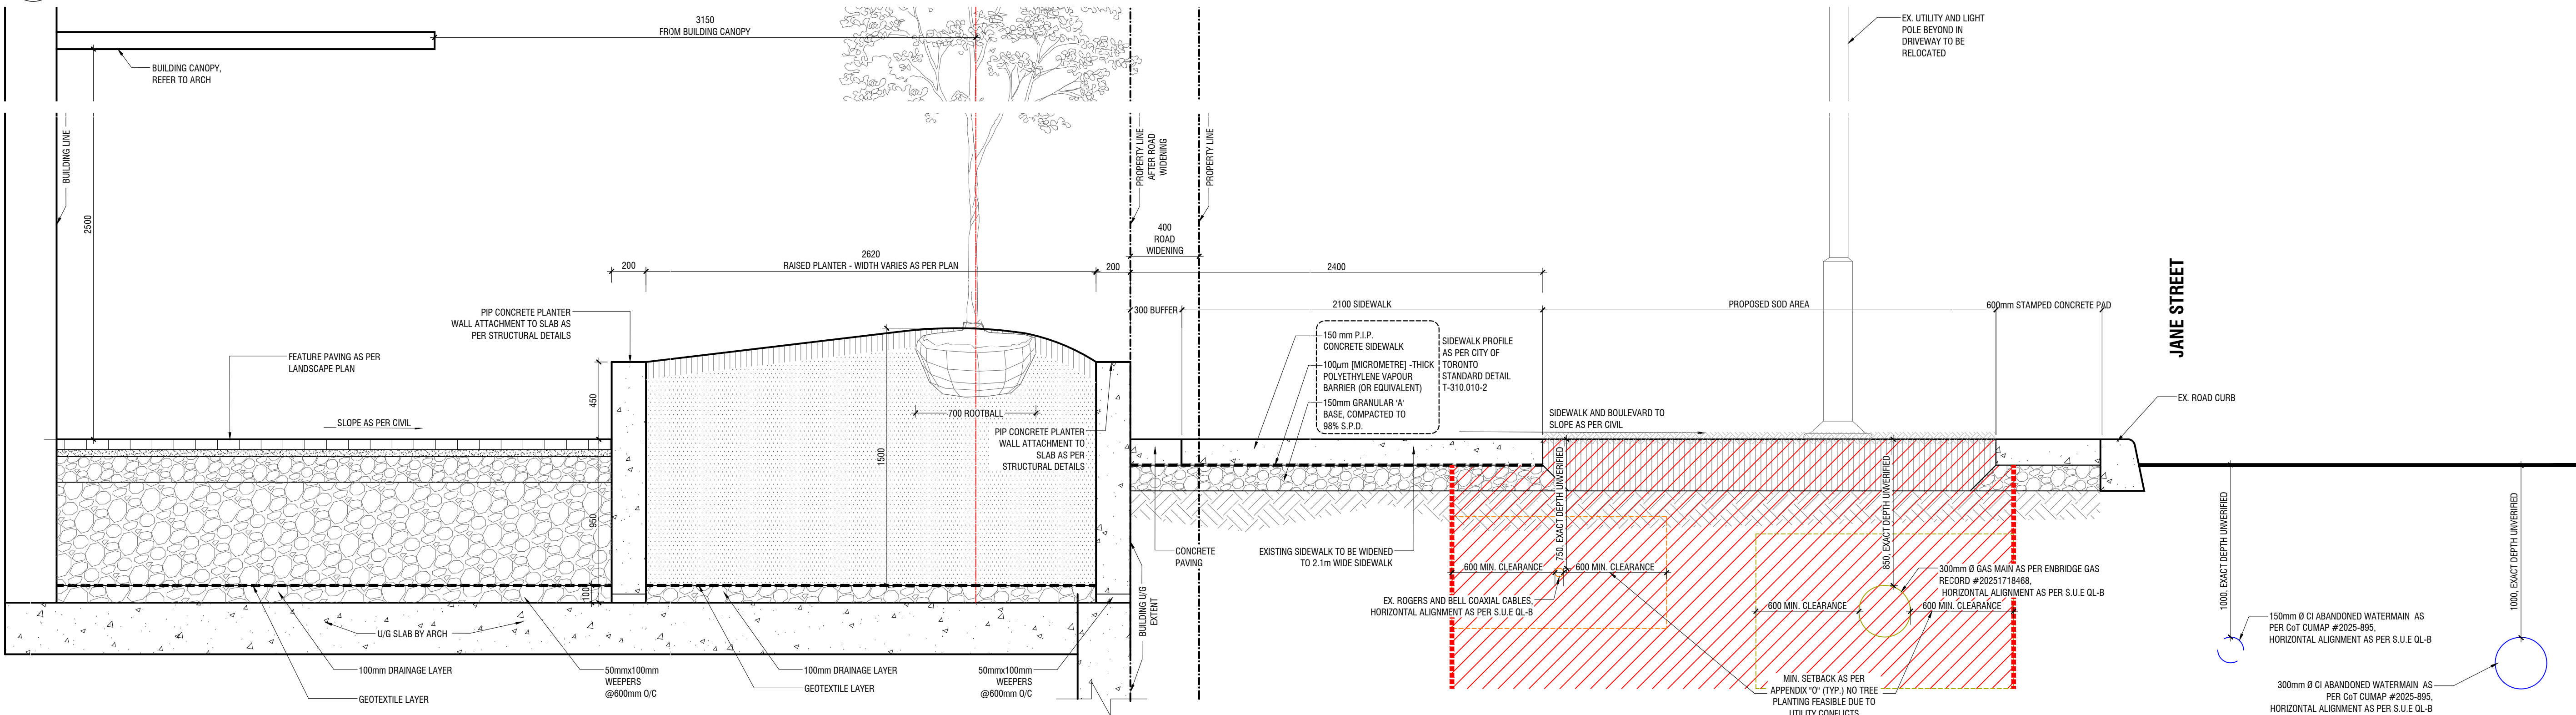 3150
FROM BUILDING CANOPY
EX. UTILITY AND LIGHT
POLE BEYOND IN
DRIVEWAY TO BE
RELOCATED
BUILDING CANOPY,
REFER TO ARCH
BUILDING LINE
2500
PROPERTY LINE
AFTER ROAD
WIDENING
PROPERTY LINE
400
ROAD
WIDENING
200
2620
RAISED PLANTER - WIDTH VARIES AS PER PLAN
200
2400
300 BUFFER
2100 SIDEWALK
PROPOSED SOD AREA
600mm STAMPED CONCRETE PAD
JANE STREET
PIP CONCRETE PLANTER
WALL ATTACHMENT TO SLAB AS
PER STRUCTURAL DETAILS
FEATURE PAVING AS PER
LANDSCAPE PLAN
SLOPE AS PER CIVIL
450
950
100
1500
700 ROOTBALL
PIP CONCRETE PLANTER
WALL ATTACHMENT TO
SLAB AS PER
STRUCTURAL DETAILS
150 mm P.I.P.
CONCRETE SIDEWALK
100µm [MICROMETRE] -THICK
POLYETHYLENE VAPOUR
BARRIER (OR EQUIVALENT)
150mm GRANULAR 'A'
BASE, COMPACTED TO
98% S.P.D.
SIDEWALK PROFILE
AS PER CITY OF
TORONTO
STANDARD DETAIL
T-310.010-2
SIDEWALK AND BOULEVARD TO
SLOPE AS PER CIVIL
EX. ROAD CURB
CONCRETE
PAVING
EXISTING SIDEWALK TO BE WIDENED
TO 2.1m WIDE SIDEWALK
750, EXACT DEPTH UNVERIFIED
850, EXACT DEPTH UNVERIFIED
600 MIN. CLEARANCE
600 MIN. CLEARANCE
EX. ROGERS AND BELL COAXIAL CABLES,
HORIZONTAL ALIGNMENT AS PER S.U.E QL-B
300mm Ø GAS MAIN AS PER ENBRIDGE GAS
RECORD #20251718468,
HORIZONTAL ALIGNMENT AS PER S.U.E QL-B
600 MIN. CLEARANCE
600 MIN. CLEARANCE
1000, EXACT DEPTH UNVERIFIED
1000, EXACT DEPTH UNVERIFIED
150mm Ø CI ABANDONED WATERMAIN AS
PER CoT CUMAP #2025-895,
HORIZONTAL ALIGNMENT AS PER S.U.E QL-B
300mm Ø CI ABANDONED WATERMAIN AS
PER CoT CUMAP #2025-895,
HORIZONTAL ALIGNMENT AS PER S.U.E QL-B
BUILDING U/G
EXTENT
U/G SLAB BY ARCH
100mm DRAINAGE LAYER
GEOTEXTILE LAYER
50mmx100mm
WEEPERS
@600mm O/C
100mm DRAINAGE LAYER
GEOTEXTILE LAYER
50mmx100mm
WEEPERS
@600mm O/C
MIN. SETBACK AS PER
APPENDIX "O" (TYP.) NO TREE
PLANTING FEASIBLE DUE TO
UTILITY CONFLICTS